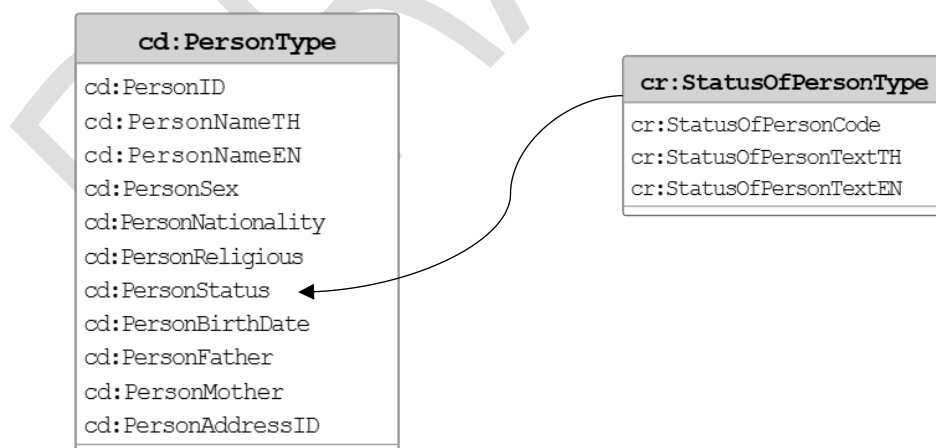 cd:PersonType
cd:PersonID
cd:PersonNameTH
cd:PersonNameEN
cd:PersonSex
cd:PersonNationality
cd:PersonReligious
cd:PersonStatus
cd:PersonBirthDate
cd:PersonFather
cd:PersonMother
cd:PersonAddressID
cr:StatusOfPersonType
cr:StatusOfPersonCode
cr:StatusOfPersonTextTH
cr:StatusOfPersonTextEN